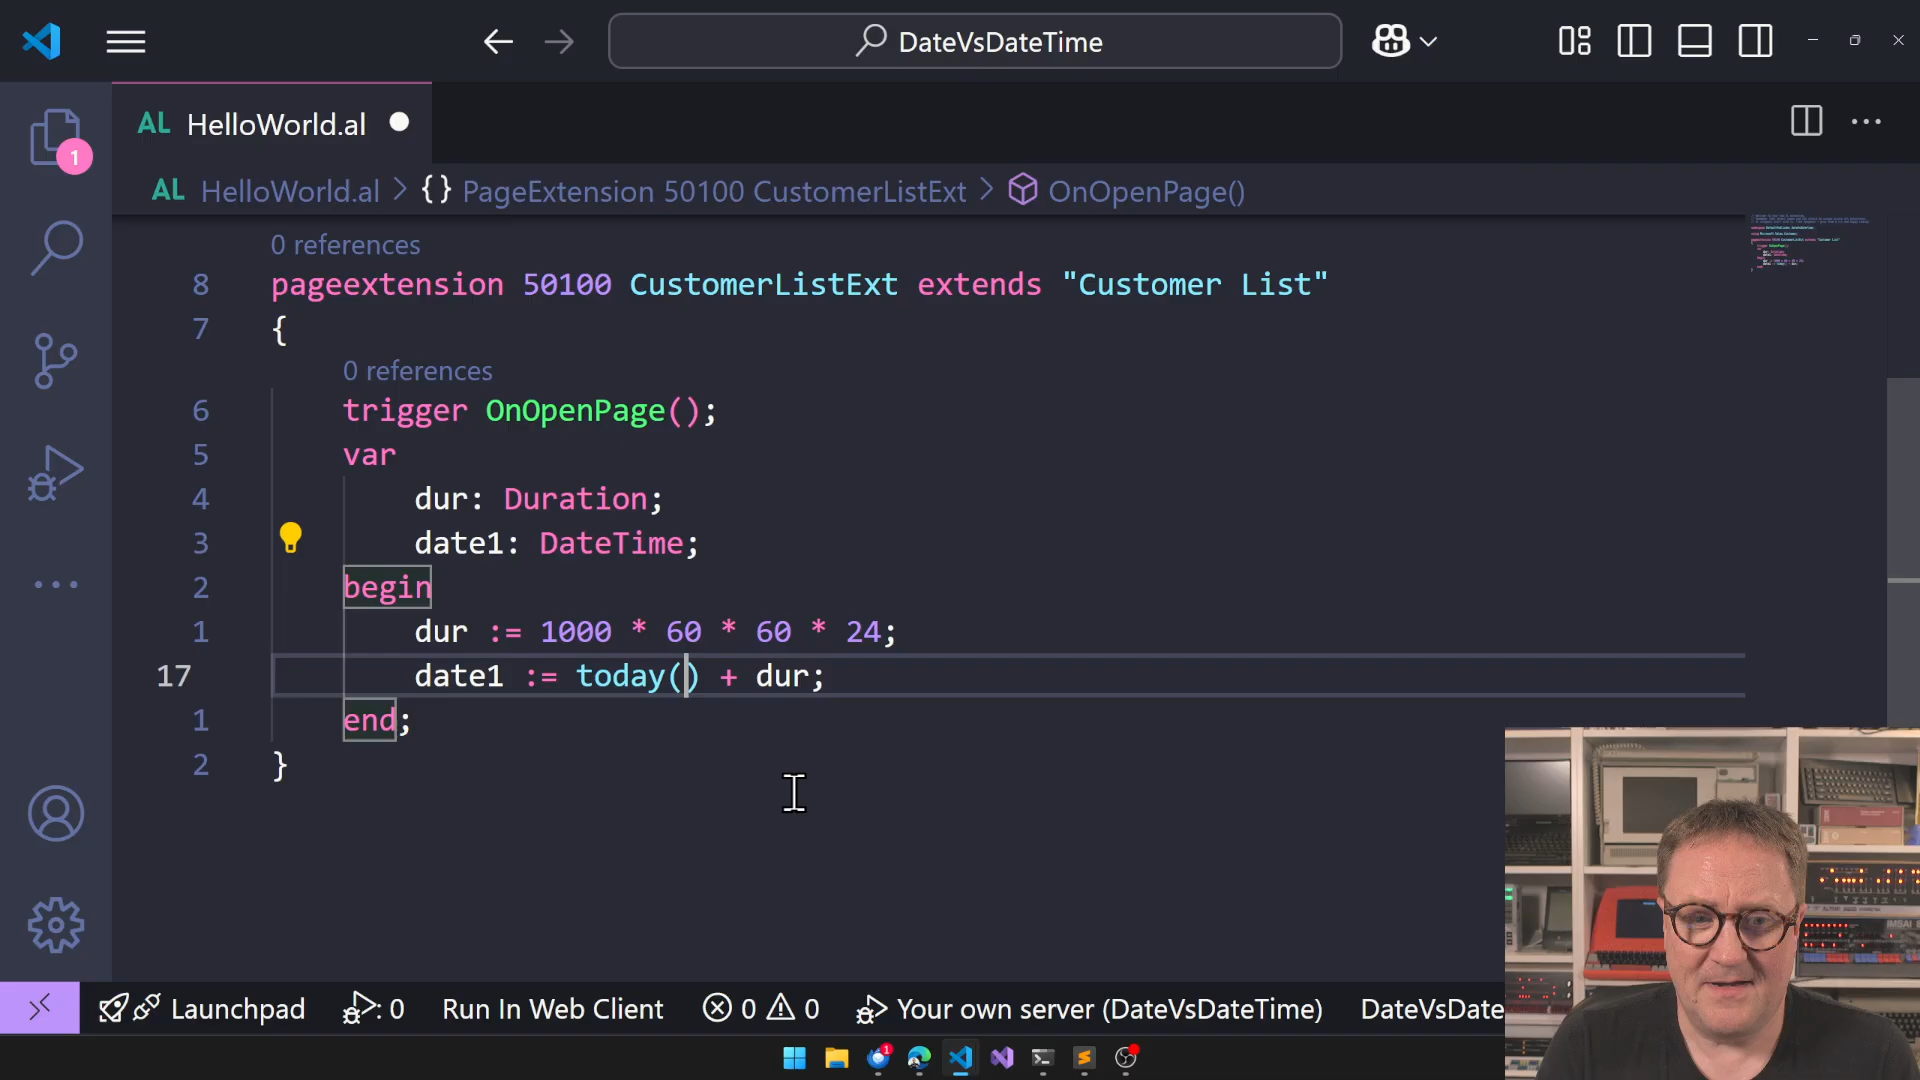 DateVsDateTime
AL HelloWorld.al
1
AL HelloWorld.al > {} PageExtension 50100 CustomerListExt > OnOpenPage()
0 references
8 pageextension 50100 CustomerListExt extends "Customer List"
7 {
0 references
6 trigger OnOpenPage();
5 var
4 dur: Duration;
3 date1: DateTime;
2 begin
1 dur := 1000 * 60 * 60 * 24;
17 date1 := today() + dur;
1 end;
2 }
Launchpad : 0 Run In Web Client 0 0 Your own server (DateVsDateTime) DateVsDate
1